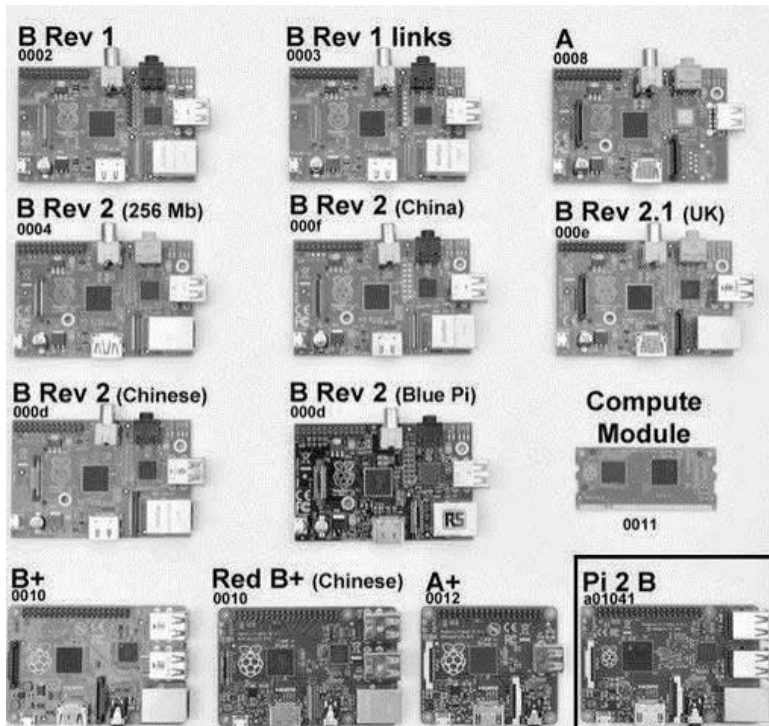 B Rev 1
0002
B Rev 1 links
0003
A
0008
B Rev 2 (256 Mb)
0004
B Rev 2 (China)
000f
B Rev 2.1 (UK)
000e
B Rev 2 (Chinese)
000d
B Rev 2 (Blue Pi)
000d
RS
Compute
Module
0011
B+
0010
Red B+ (Chinese)
0010
A+
0012
Pi 2 B
a01041